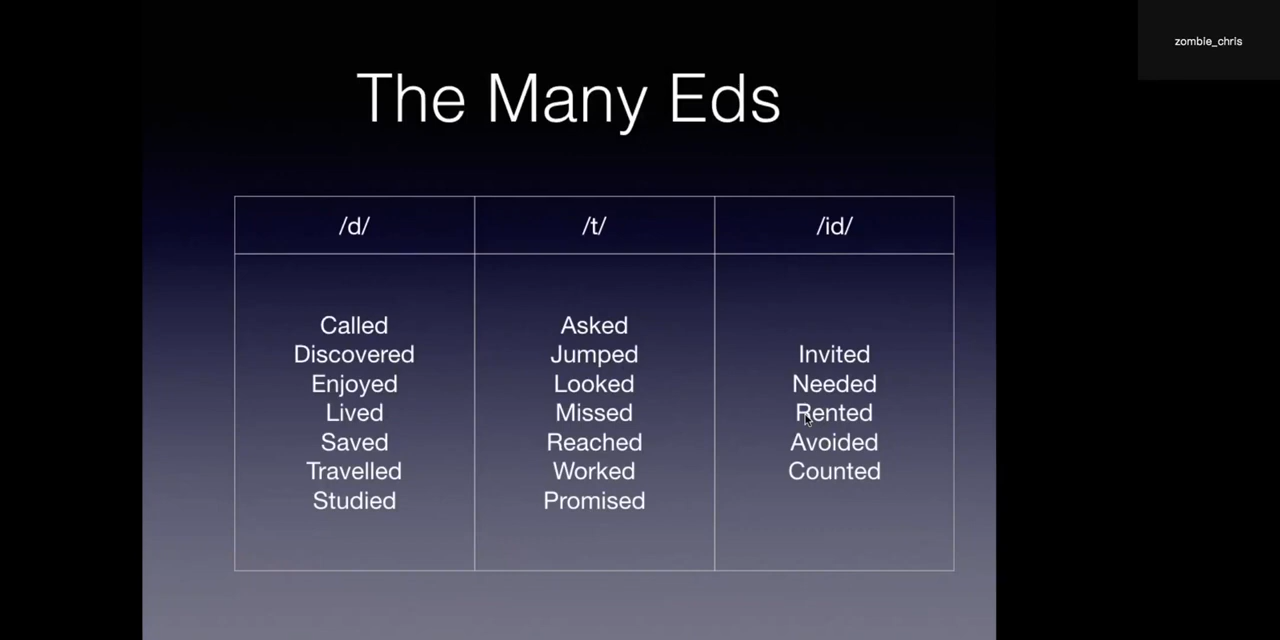 zombie_chris
The Many Eds
/d/ /t/ /id/
Called
Discovered
Enjoyed
Lived
Saved
Travelled
Studied
Asked
Jumped
Looked
Missed
Reached
Worked
Promised
Invited
Needed
Rented
Avoided
Counted